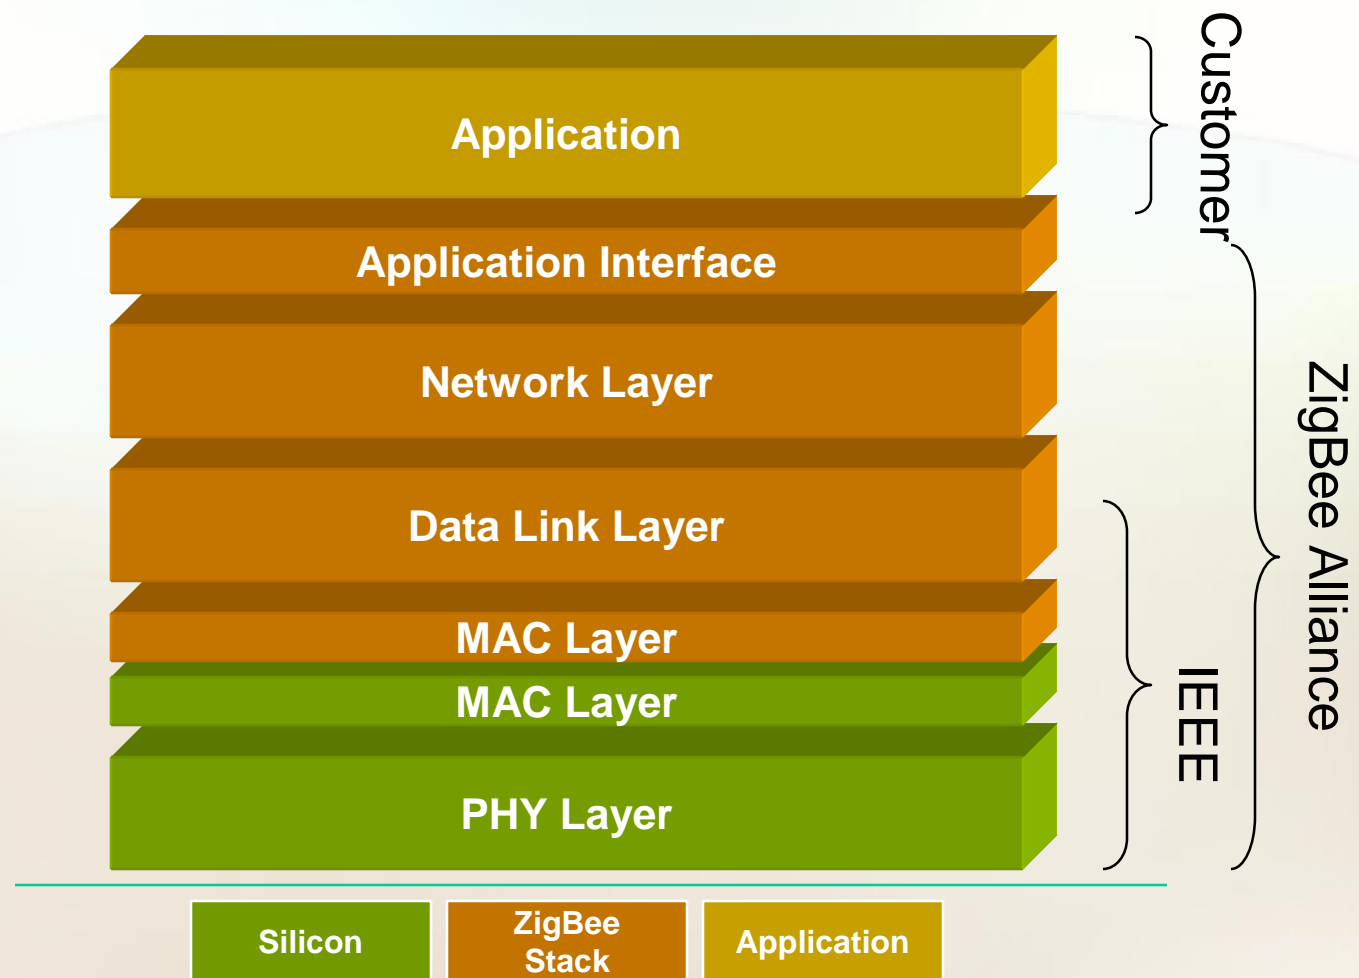 Application
Application Interface
Network Layer
Data Link Layer
MAC Layer
MAC Layer
PHY Layer
Customer
ZigBee Alliance
IEEE
Silicon
ZigBee
Stack
Application